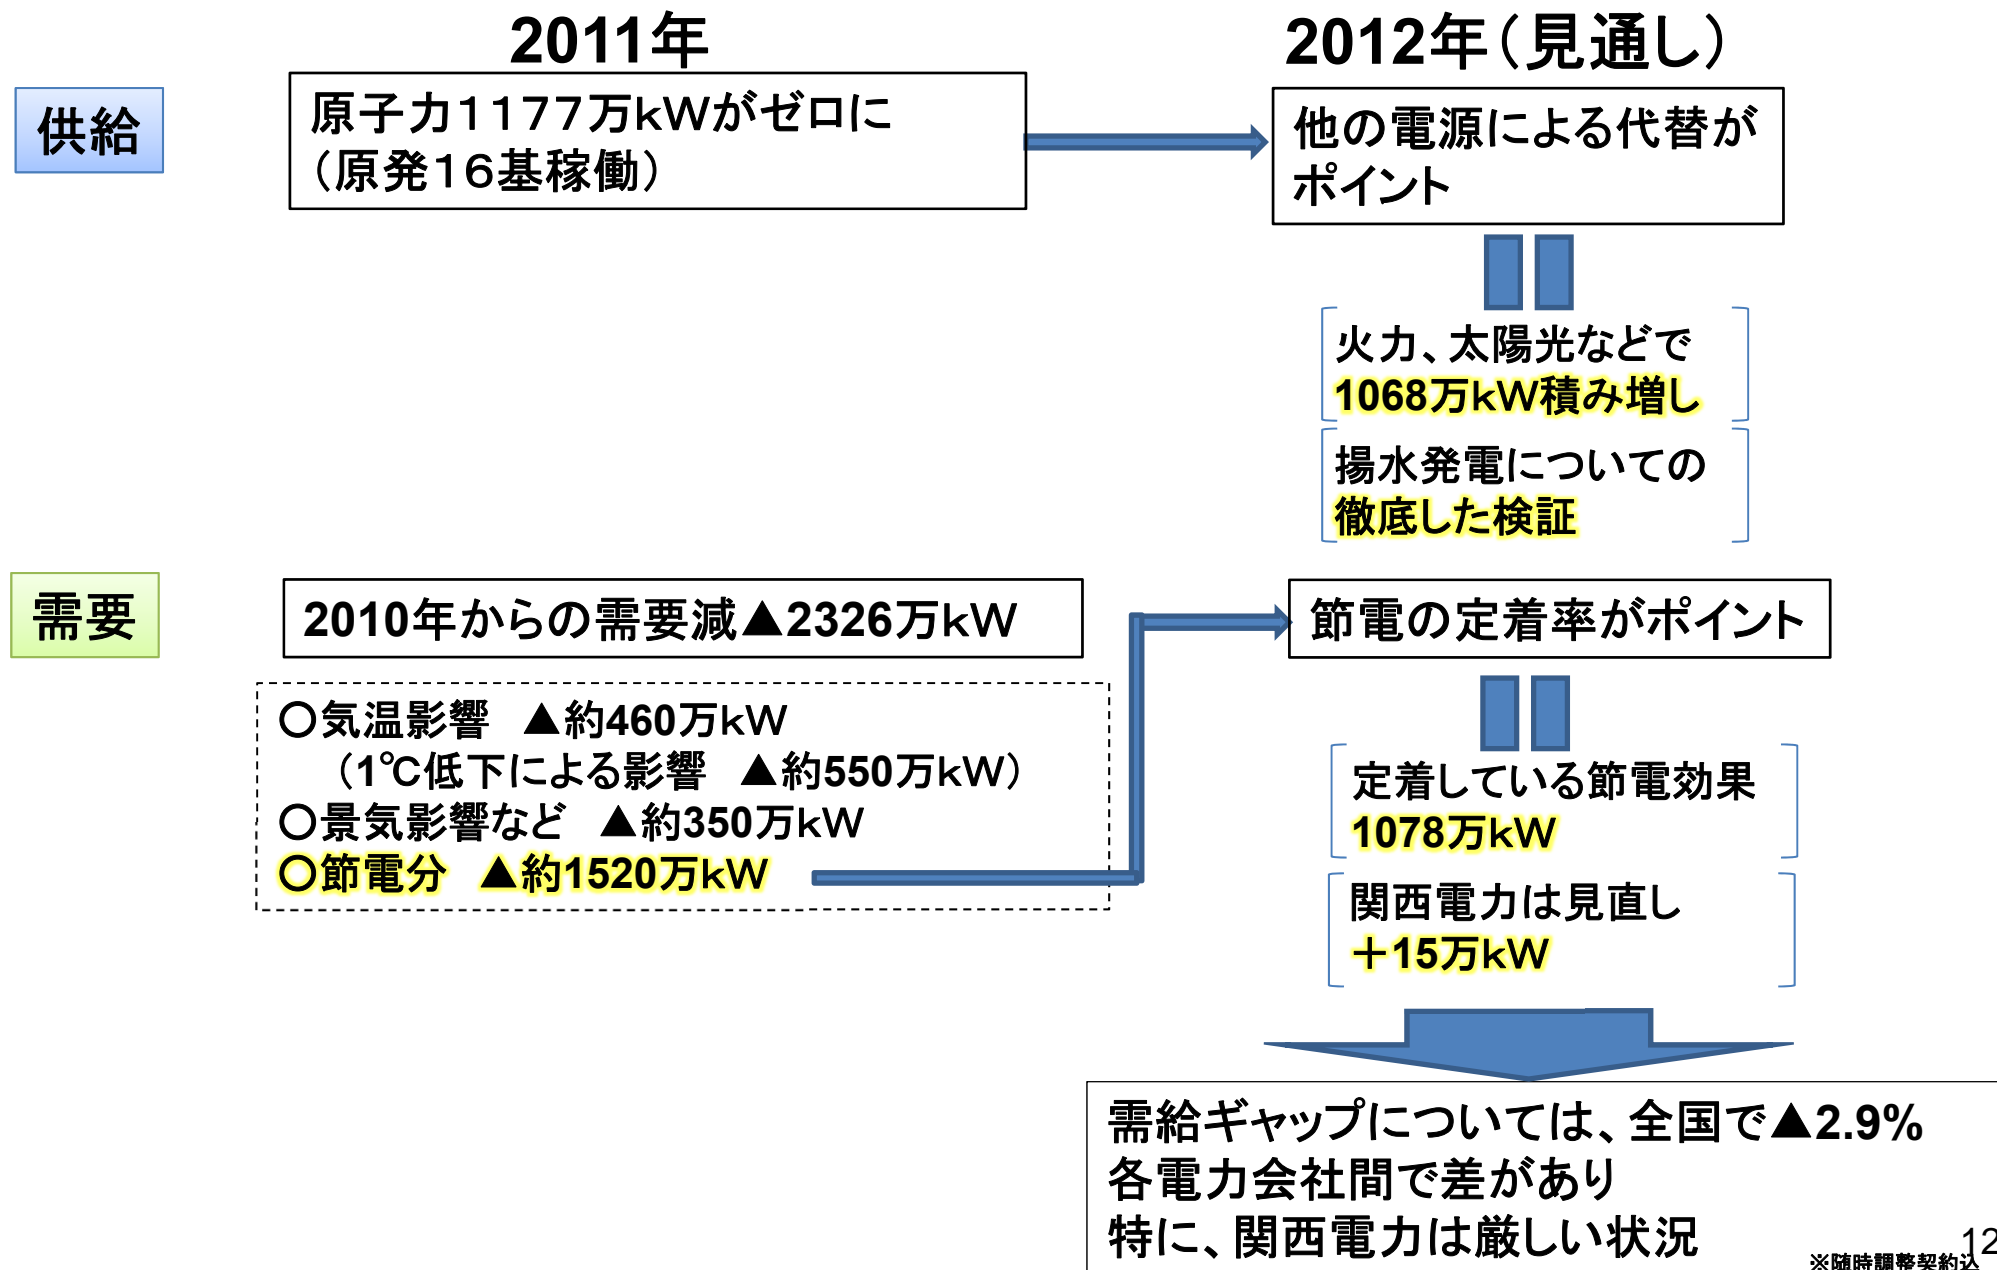 2011年
2012年(見通し)
供給
原子力1177万kWがゼロに
(原発16基稼働)
他の電源による代替が
ポイント
火力、太陽光などで
1068万kW積み増し
揚水発電についての
徹底した検証
需要
2010年からの需要減▲2326万kW
節電の定着率がポイント
○気温影響 ▲約460万kW
(1℃低下による影響 ▲約550万kW)
○景気影響など ▲約350万kW
○節電分 ▲約1520万kW
定着している節電効果
1078万kW
関西電力は見直し
+15万kW
需給ギャップについては、全国で▲2.9%
各電力会社間で差があり
特に、関西電力は厳しい状況
12
※随時調整契約込